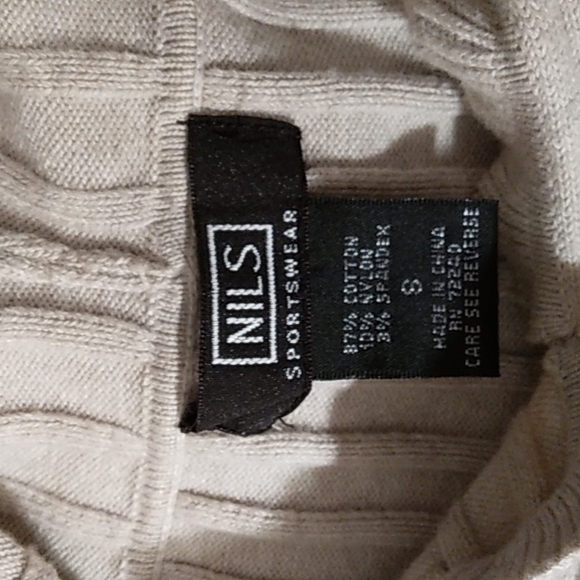 NILS
SPORTSWEAR
87% COTTON
10% NYLON
3% SPANDEX
S
MADE IN CHINA
RN 72240
CARE SEE REVERSE